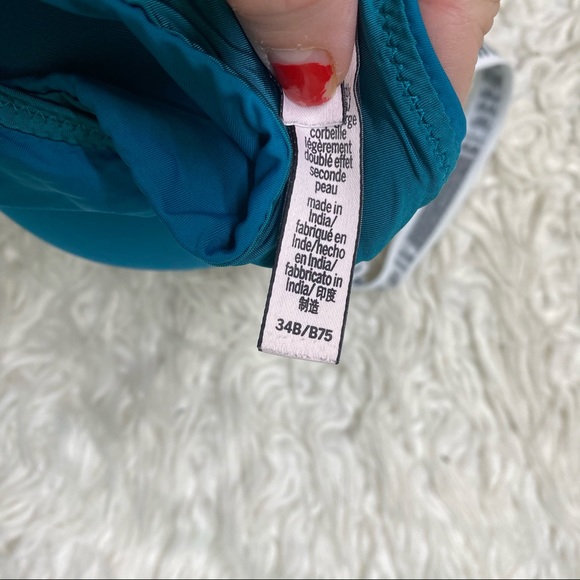 corbeille
légèrement
doublé effet
seconde
peau
made in
India/
fabriqué en
Inde/hecho
en India/
fabbricato in
India/ 印度
制造
34B/B75